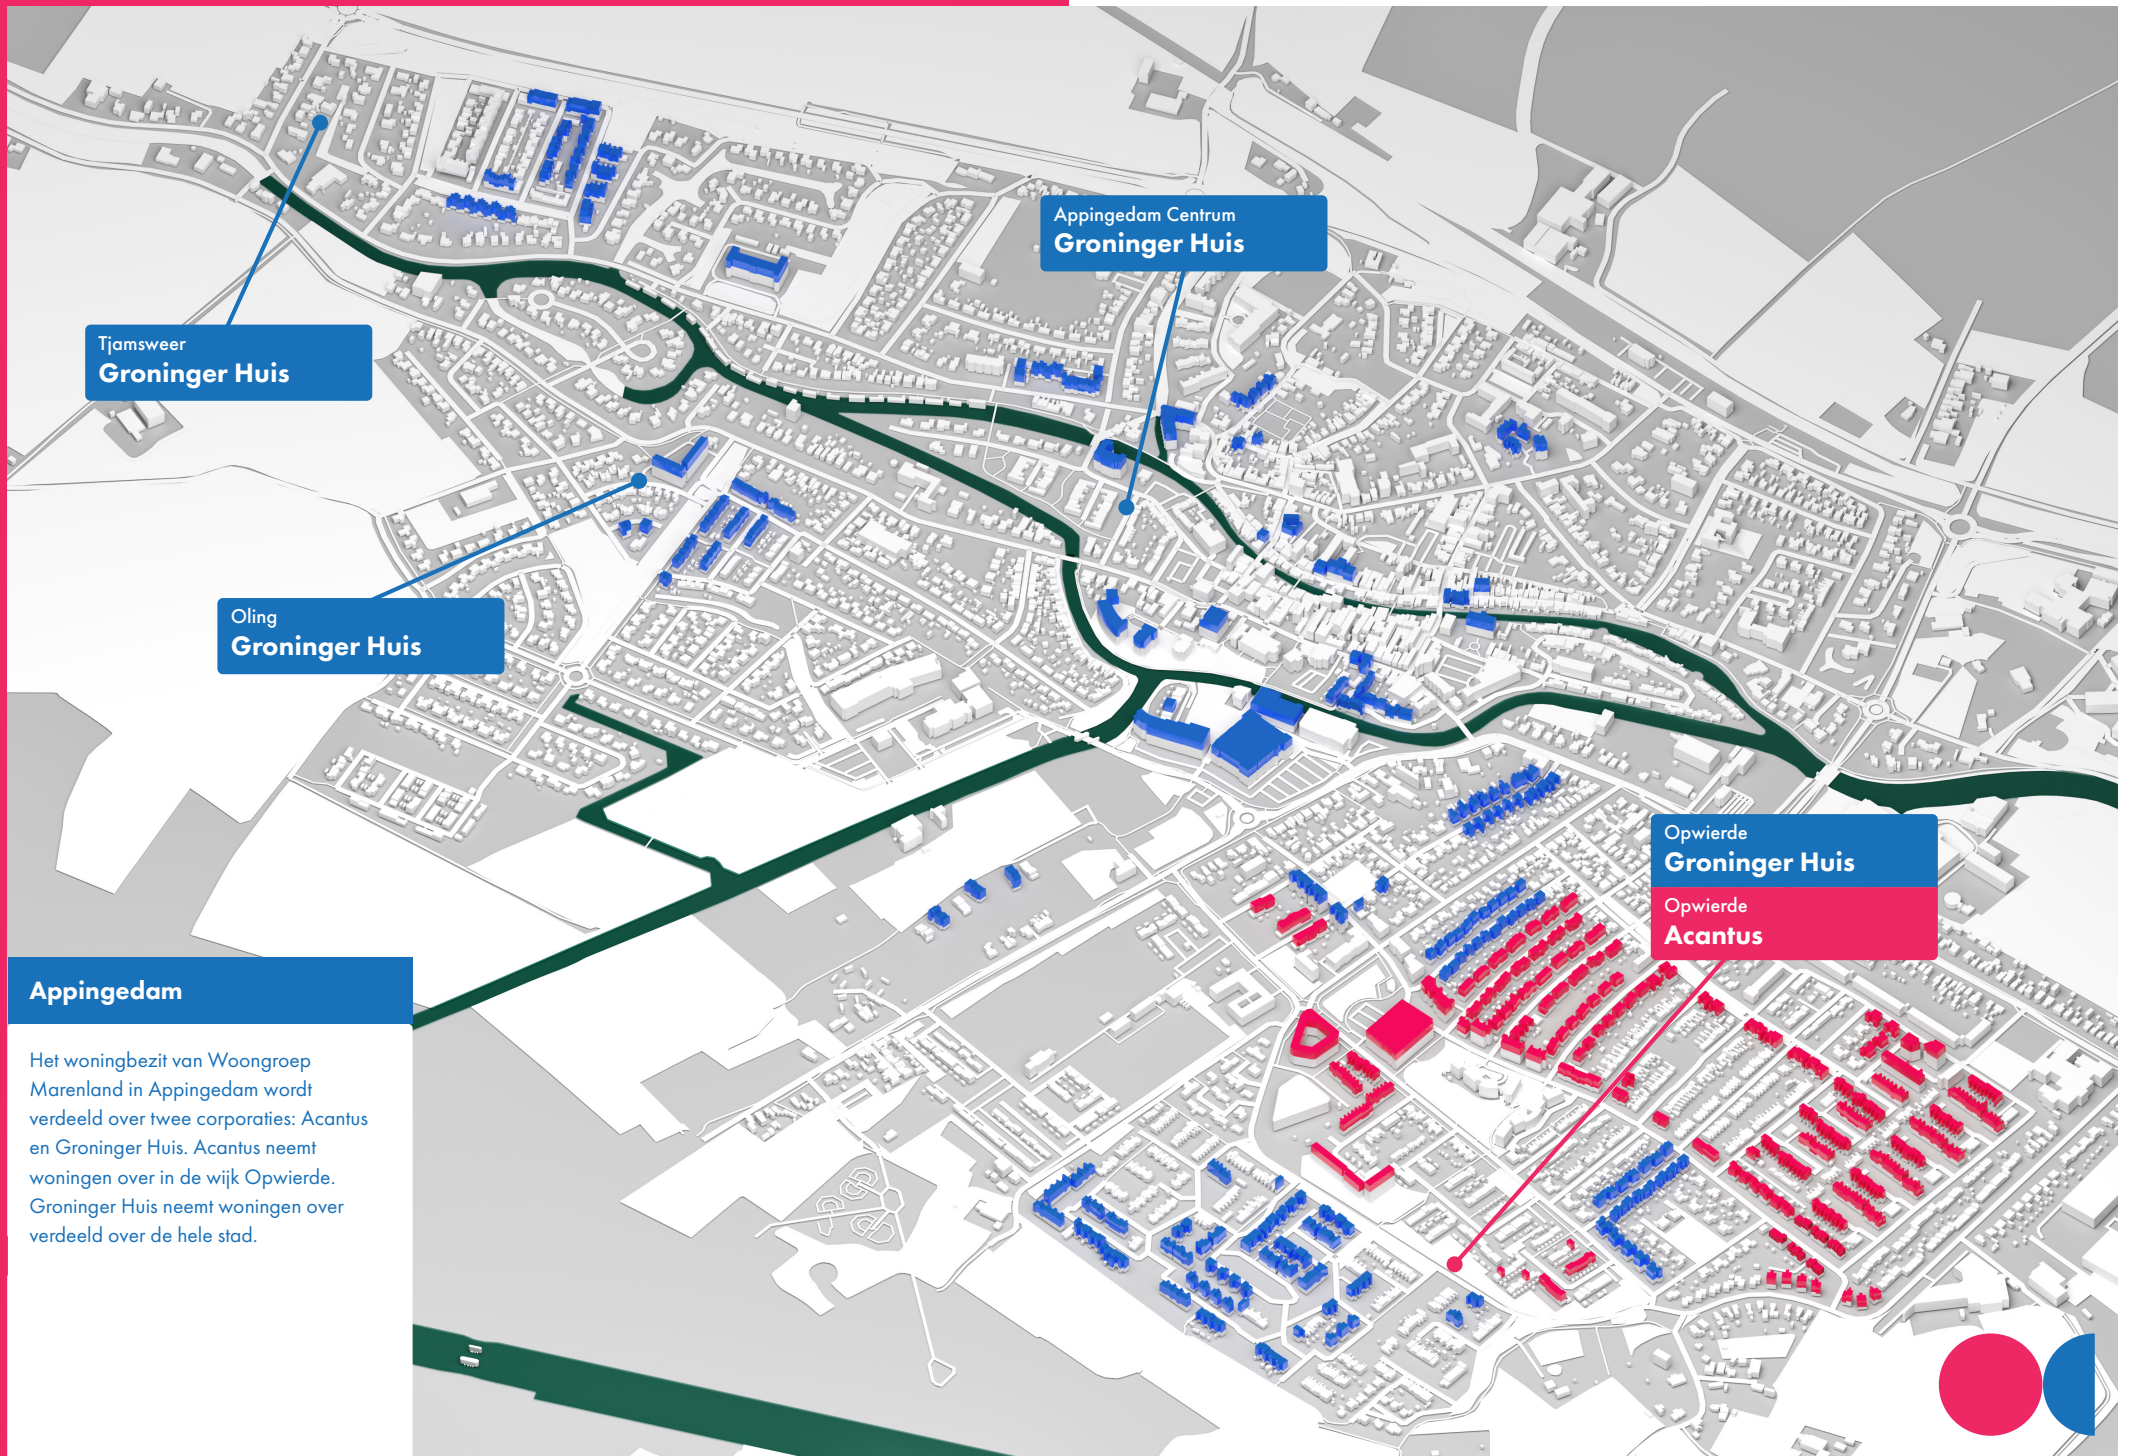 Appingedam Centrum
Groninger Huis
Tjamsweer
Groninger Huis
Oling
Groninger Huis
Opwierde
Groninger Huis
Opwierde
Acantus
Appingedam
Het woningbezit van Woongroep
Marenland in Appingedam wordt
verdeeld over twee corporaties: Acantus
en Groninger Huis. Acantus neemt
woningen over in de wijk Opwierde.
Groninger Huis neemt woningen over
verdeeld over de hele stad.